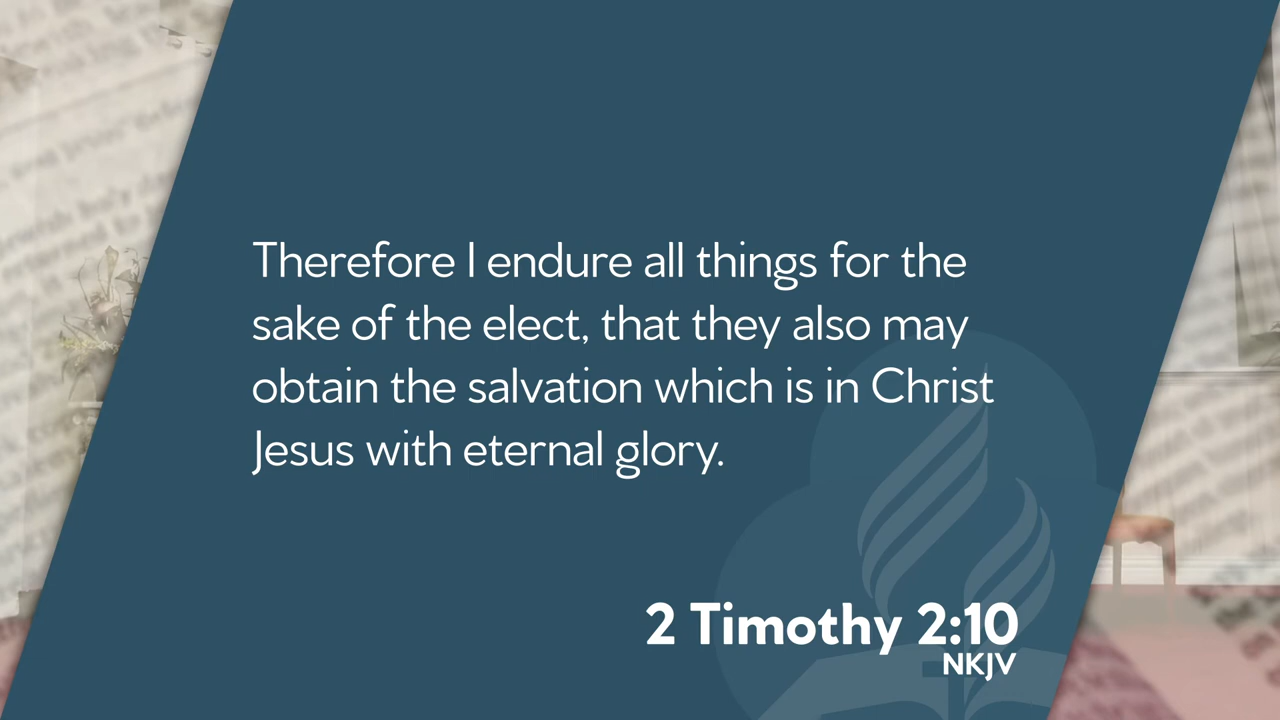 Therefore I endure all things for the
sake of the elect, that they also may
obtain the salvation which is in Christ
Jesus with eternal glory.
2 Timothy 2:10
NKJV